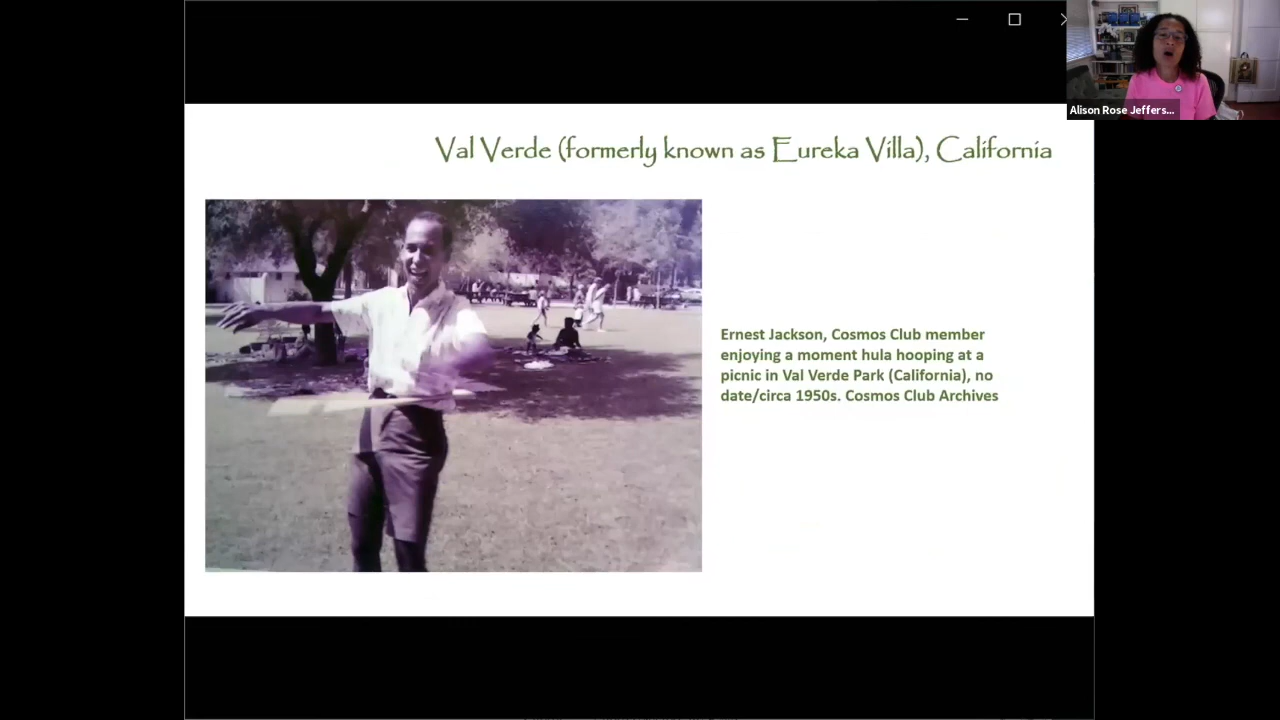 Alison Rose Jeffers...
Val Verde (formerly known as Eureka Villa), California
Ernest Jackson, Cosmos Club member
enjoying a moment hula hooping at a
picnic in Val Verde Park (California), no
date/circa 1950s. Cosmos Club Archives